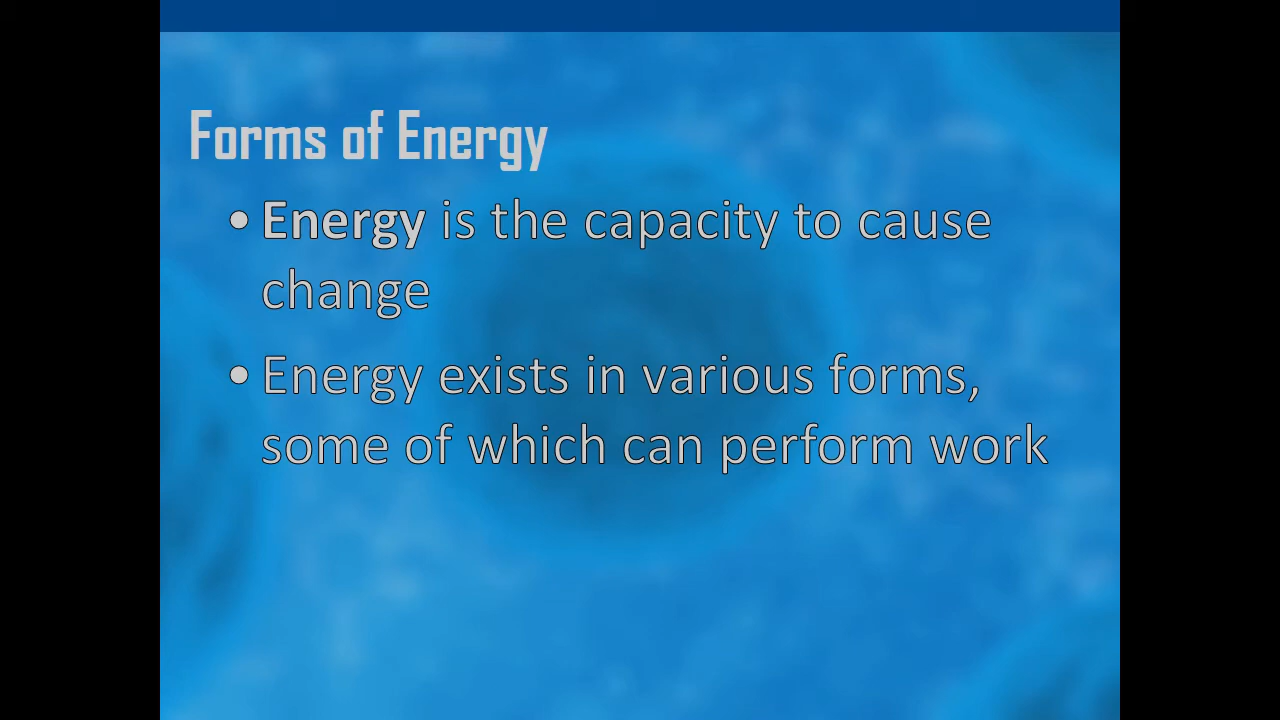 Forms of Energy
• Energy is the capacity to cause
change
• Energy exists in various forms,
some of which can perform work